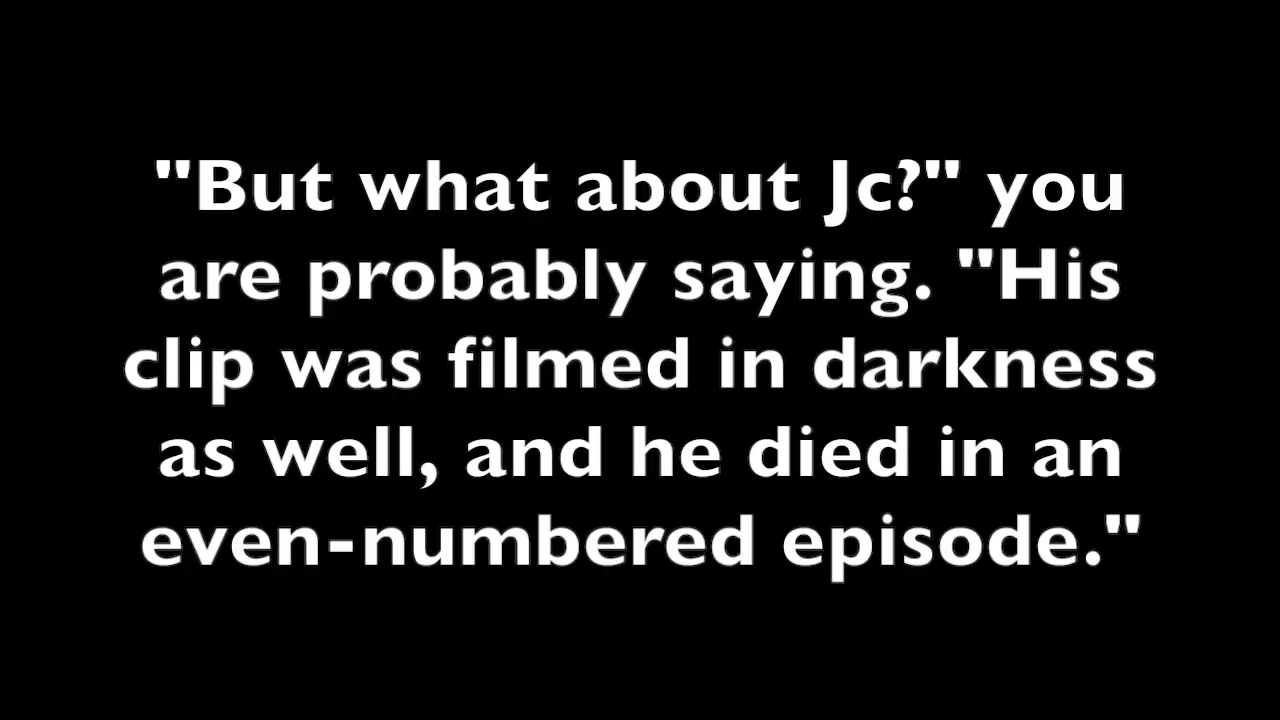 "But what about Jc?" you
are probably saying. "His
clip was filmed in darkness
as well, and he died in an
even-numbered episode."